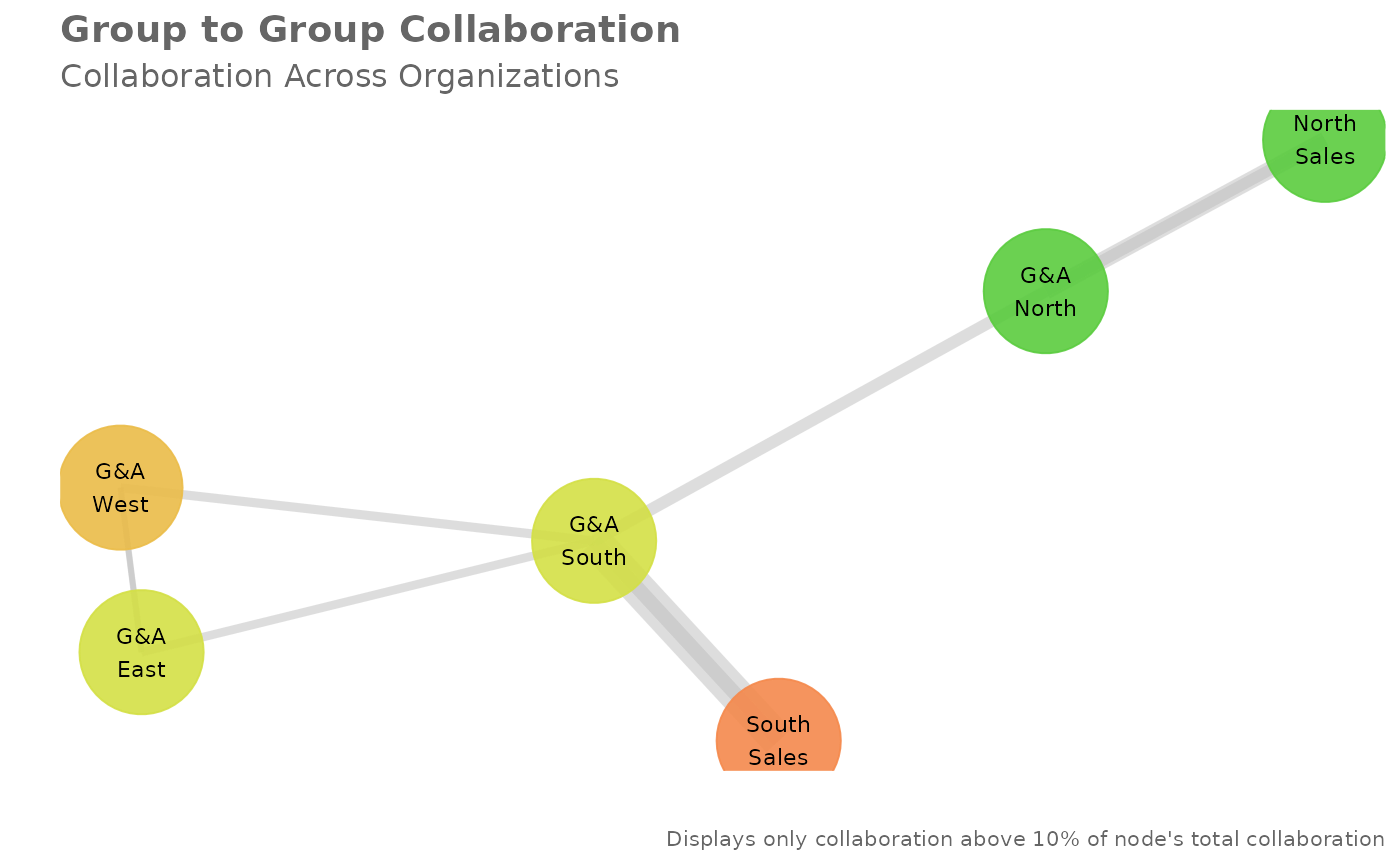 Group to Group Collaboration
Collaboration Across Organizations
North
Sales
G&A
North
G&A
West
G&A
South
G&A
East
South
Sales
Displays only collaboration above 10% of node's total collaboration